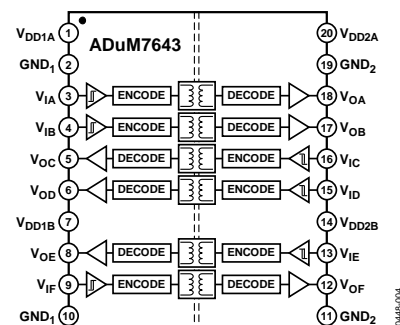 ADuM7643
VDD1A 1 20 VDD2A
GND1 2 19 GND2
VIA 3 ENCODE DECODE 18 VOA
VIB 4 ENCODE DECODE 17 VOB
VOC 5 DECODE ENCODE 16 VIC
VOD 6 DECODE ENCODE 15 VID
VDD1B 7 14 VDD2B
VOE 8 DECODE ENCODE 13 VIE
VIF 9 ENCODE DECODE 12 VOF
GND1 10 11 GND2